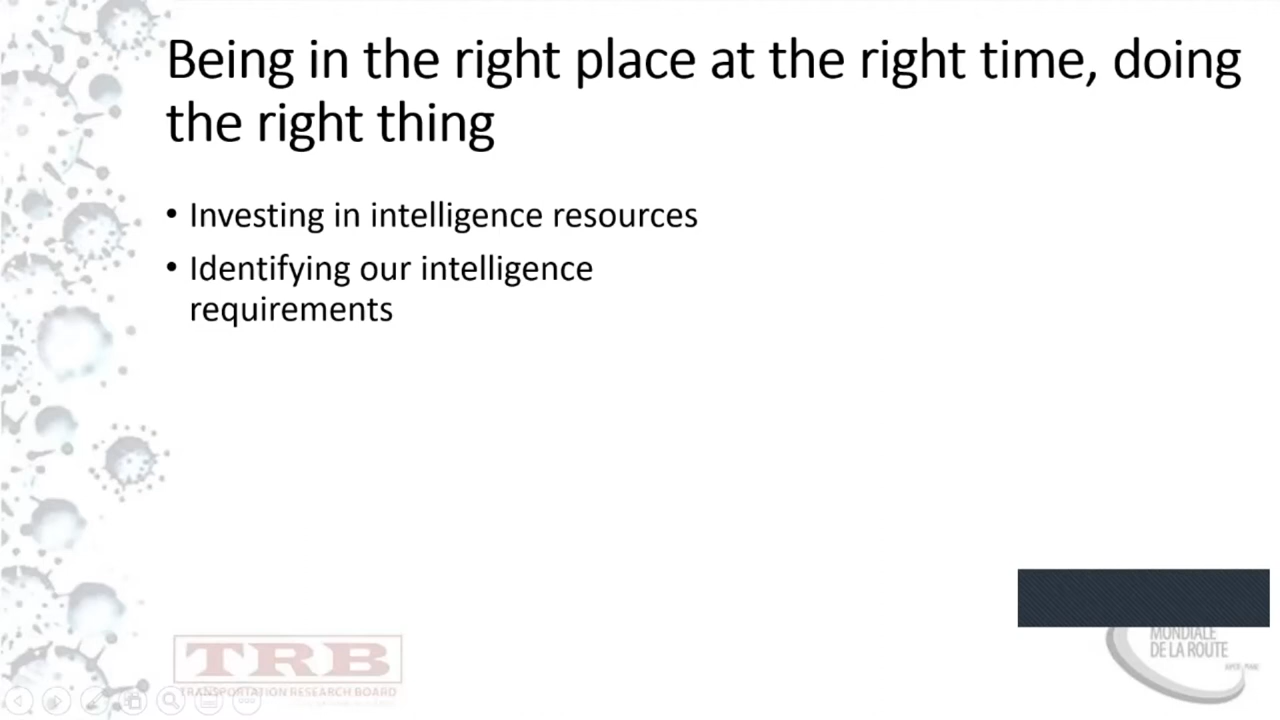 Being in the right place at the right time, doing
the right thing
• Investing in intelligence resources
• Identifying our intelligence
requirements
TRB
TRANSPORTATION RESEARCH BOARD
MONDIALE
DE LA ROUTE